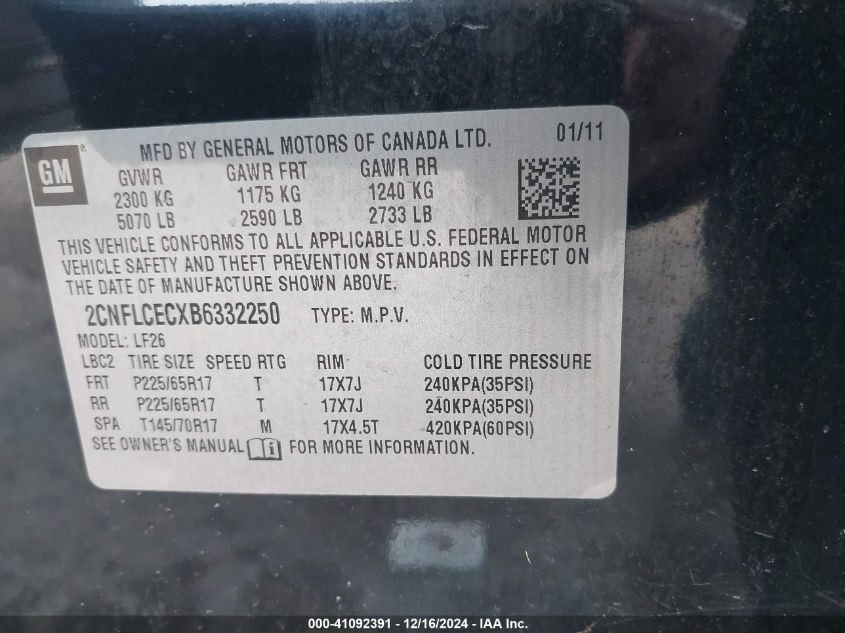 GM ®
MFD BY GENERAL MOTORS OF CANADA LTD. 01/11
GVWR GAWR FRT GAWR RR
2300 KG 1175 KG 1240 KG
5070 LB 2590 LB 2733 LB
THIS VEHICLE CONFORMS TO ALL APPLICABLE U.S. FEDERAL MOTOR
VEHICLE SAFETY AND THEFT PREVENTION STANDARDS IN EFFECT ON
THE DATE OF MANUFACTURE SHOWN ABOVE.
2CNFLCECXB6332250 TYPE: M.P.V.
MODEL: LF26
LBC2 TIRE SIZE SPEED RTG RIM COLD TIRE PRESSURE
FRT P225/65R17 T 17X7J 240KPA(35PSI)
RR P225/65R17 T 17X7J 240KPA(35PSI)
SPA T145/70R17 M 17X4.5T 420KPA(60PSI)
SEE OWNER'S MANUAL i FOR MORE INFORMATION.
000-41092391 - 12/16/2024 - IAA Inc.